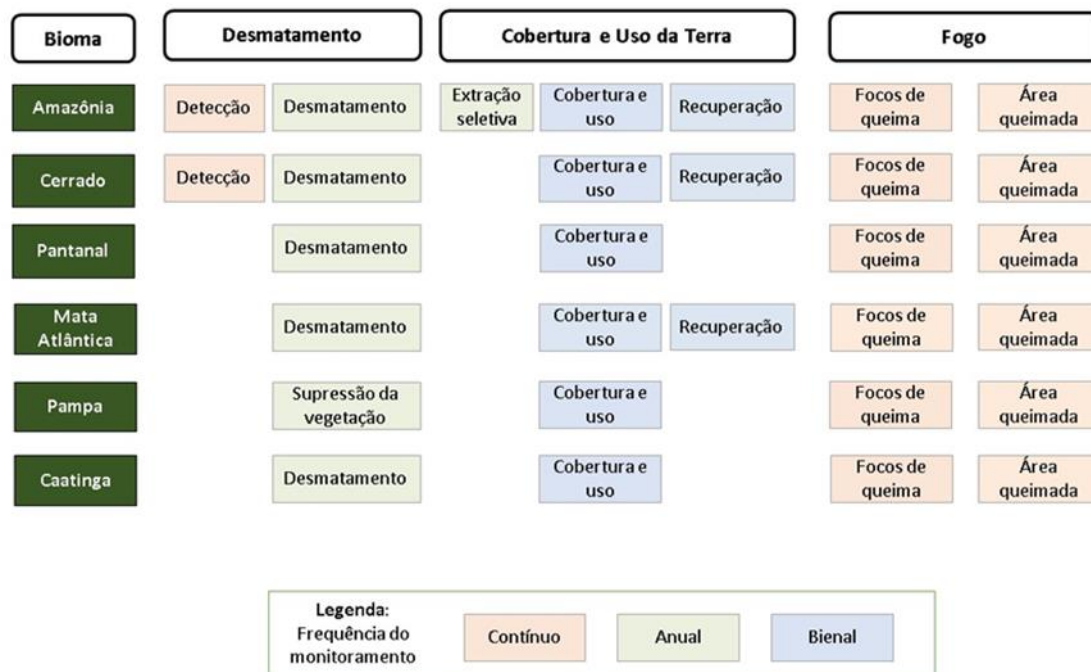 Bioma
Desmatamento
Cobertura e Uso da Terra
Fogo
Amazônia
Detecção
Desmatamento
Extração
seletiva
Cobertura e
uso
Recuperação
Focos de
queima
Área
queimada
Cerrado
Detecção
Desmatamento
Cobertura e
uso
Recuperação
Focos de
queima
Área
queimada
Pantanal
Desmatamento
Cobertura e
uso
Focos de
queima
Área
queimada
Mata
Atlântica
Desmatamento
Cobertura e
uso
Recuperação
Focos de
queima
Área
queimada
Pampa
Supressão da
vegetação
Cobertura e
uso
Focos de
queima
Área
queimada
Caatinga
Desmatamento
Cobertura e
uso
Focos de
queima
Área
queimada
Legenda:
Frequência do
monitoramento
Contínuo
Anual
Bienal